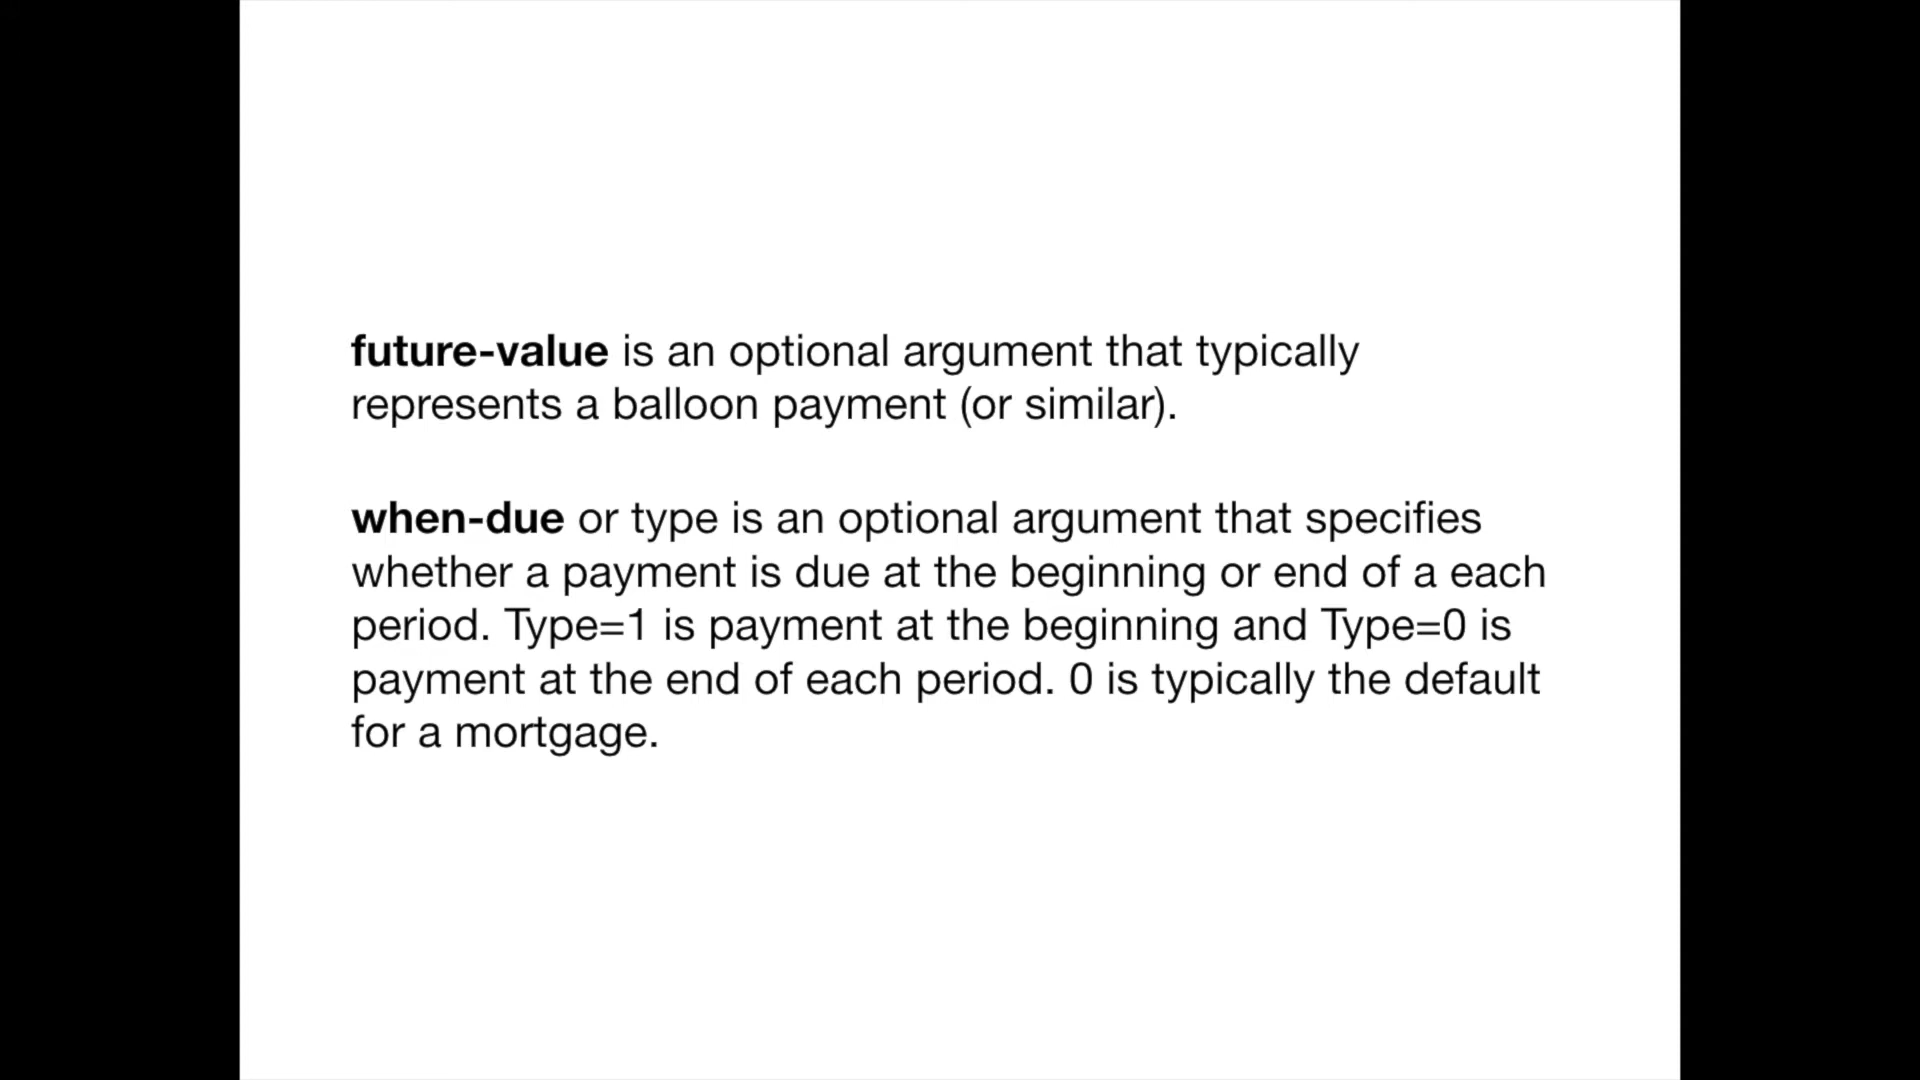 future-value is an optional argument that typically
represents a balloon payment (or similar).
when-due or type is an optional argument that specifies
whether a payment is due at the beginning or end of a each
period. Type=1 is payment at the beginning and Type=0 is
payment at the end of each period. 0 is typically the default
for a mortgage.